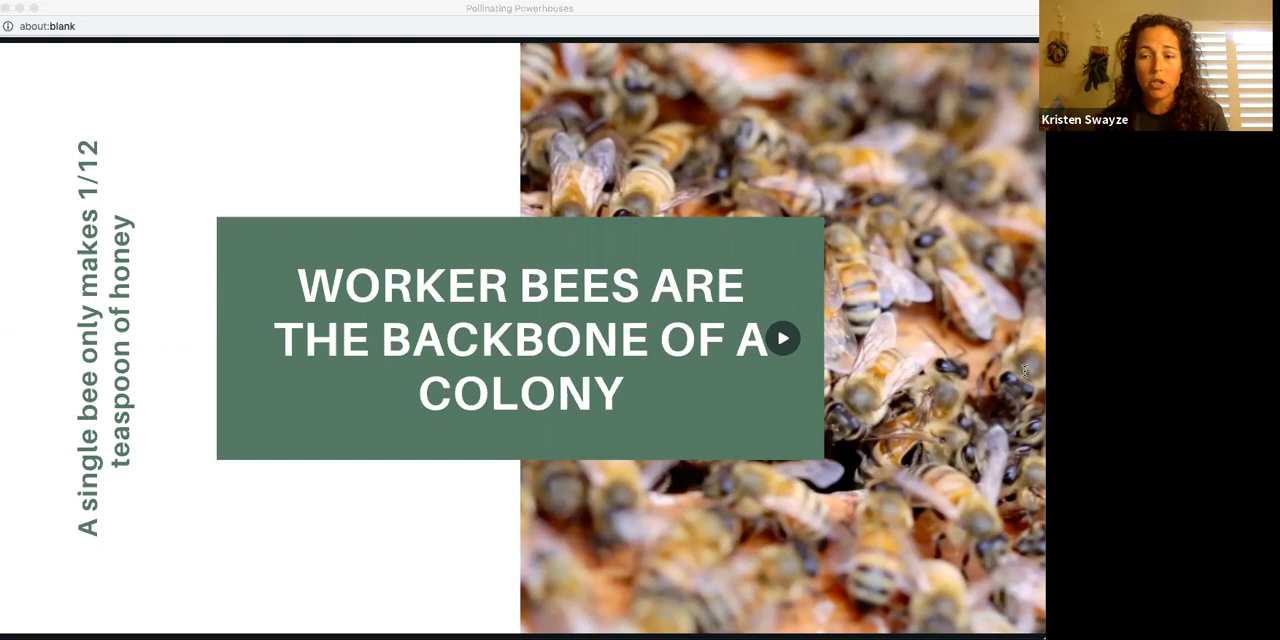 Pollinating Powerhouses
about:blank
Kristen Swayze
A single bee only makes 1/12
teaspoon of honey
WORKER BEES ARE
THE BACKBONE OF A
COLONY